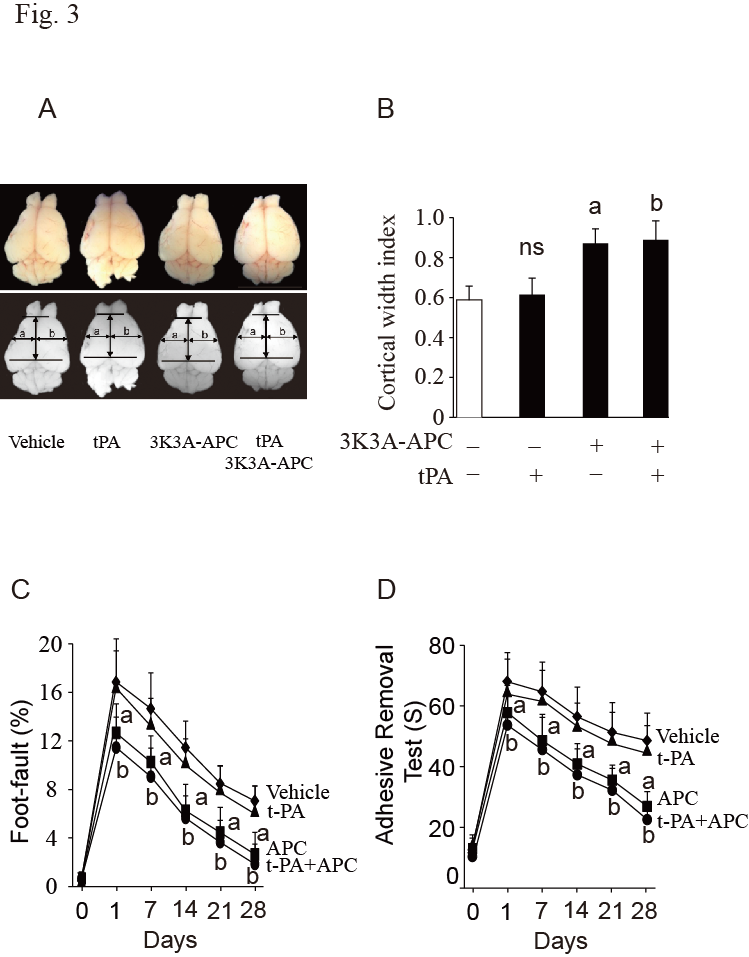 Fig. 3
A
B
a b a b a b a b
Vehicle tPA 3K3A-APC tPA
3K3A-APC
Cortical width index
1.0
0.8
0.6
0.4
0.2
0
ns a b
3K3A-APC − − + +
tPA − + − +
C
Foot-fault (%)
20
16
12
8
4
0
a a a a a
b b b b b
Vehicle
t-PA
APC
t-PA+APC
0 1 7 14 21 28
Days
D
Adhesive Removal
Test (S)
80
60
40
20
0
a a a a a
b b b b b
Vehicle
t-PA
APC
t-PA+APC
0 1 7 14 21 28
Days